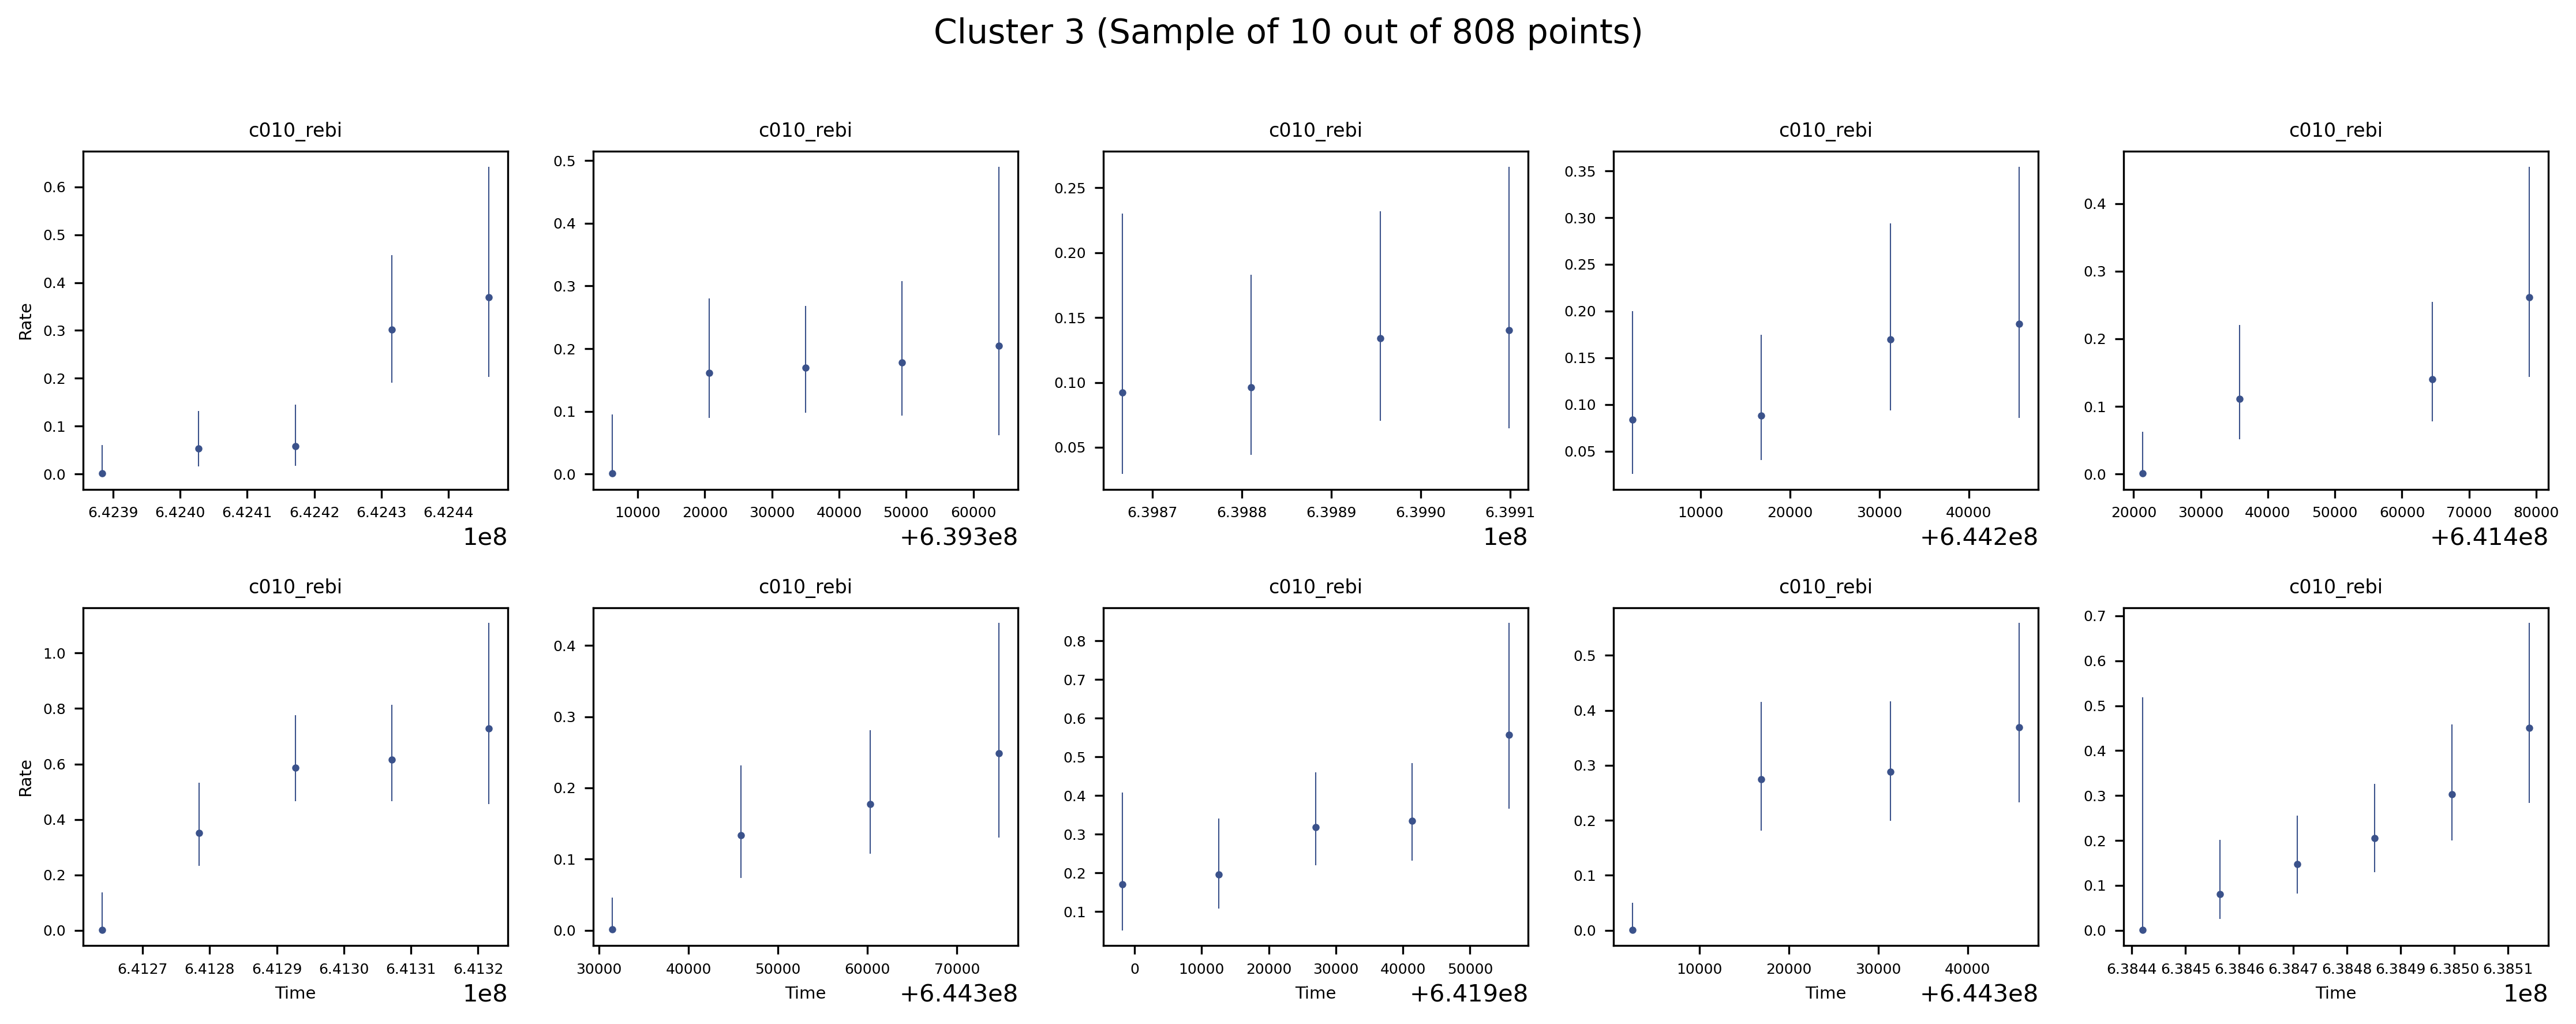 Cluster 3 (Sample of 10 out of 808 points)
c010_rebi c010_rebi c010_rebi c010_rebi c010_rebi
Rate
0.6 0.5 0.4 0.3 0.2 0.1 0.0
6.4239 6.4240 6.4241 6.4242 6.4243 6.4244
1e8
0.5 0.4 0.3 0.2 0.1 0.0
10000 20000 30000 40000 50000 60000
+6.393e8
0.25 0.20 0.15 0.10 0.05
6.3987 6.3988 6.3989 6.3990 6.3991
1e8
0.35 0.30 0.25 0.20 0.15 0.10 0.05
10000 20000 30000 40000
+6.442e8
0.4 0.3 0.2 0.1 0.0
20000 30000 40000 50000 60000 70000 80000
+6.414e8
c010_rebi c010_rebi c010_rebi c010_rebi c010_rebi
Rate
1.0 0.8 0.6 0.4 0.2 0.0
6.4127 6.4128 6.4129 6.4130 6.4131 6.4132
Time 1e8
0.4 0.3 0.2 0.1 0.0
30000 40000 50000 60000 70000
Time +6.443e8
0.8 0.7 0.6 0.5 0.4 0.3 0.2 0.1
0 10000 20000 30000 40000 50000
Time +6.419e8
0.5 0.4 0.3 0.2 0.1 0.0
10000 20000 30000 40000
Time +6.443e8
0.7 0.6 0.5 0.4 0.3 0.2 0.1 0.0
6.3844 6.3845 6.3846 6.3847 6.3848 6.3849 6.3850 6.3851
Time 1e8